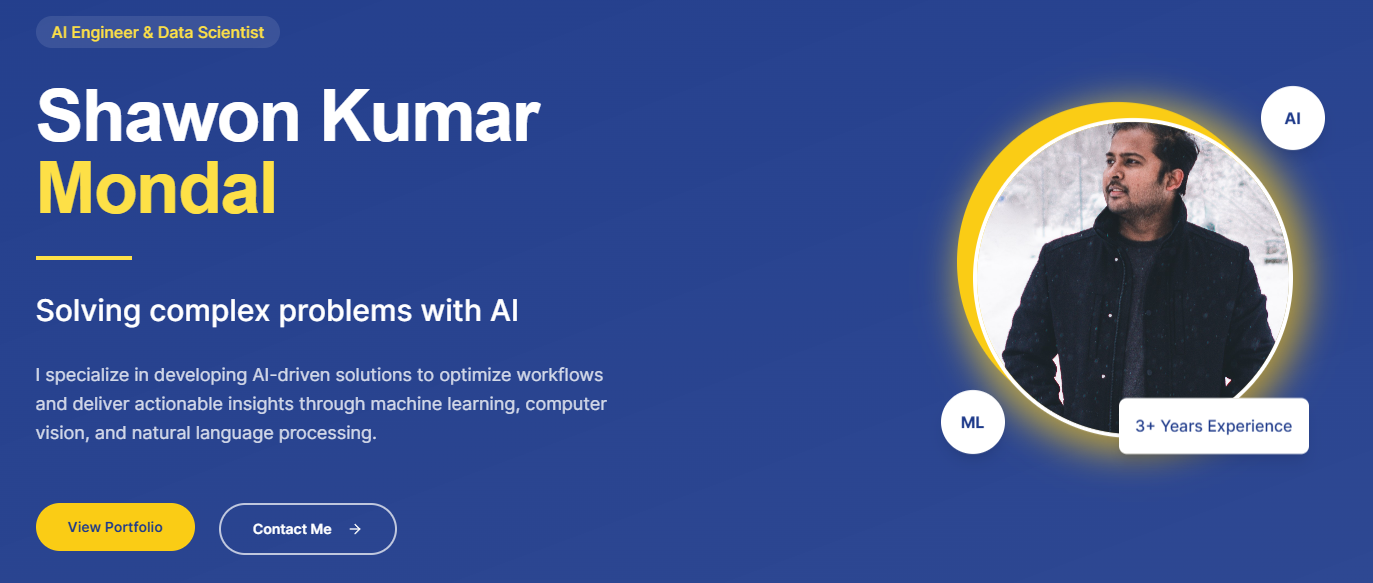 AI Engineer & Data Scientist
Shawon Kumar
Mondal
Solving complex problems with AI
I specialize in developing AI-driven solutions to optimize workflows
and deliver actionable insights through machine learning, computer
vision, and natural language processing.
View Portfolio
Contact Me →
AI
ML
3+ Years Experience